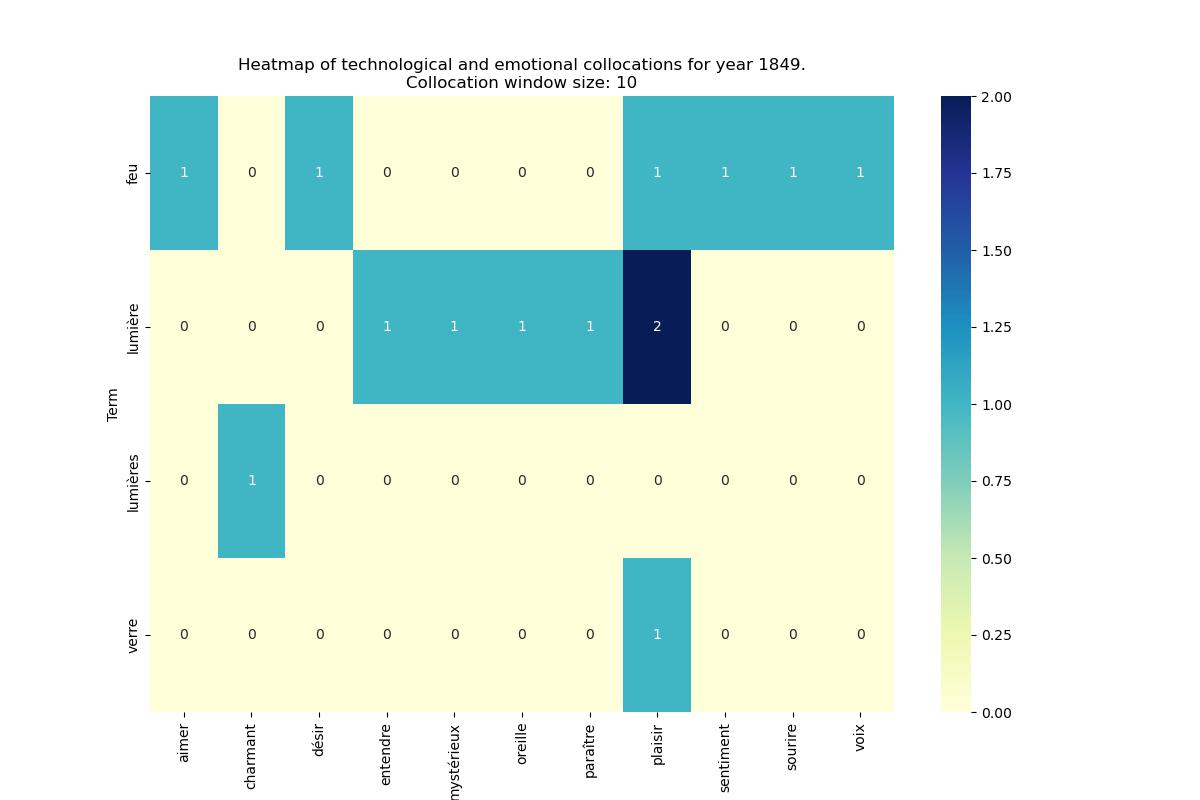 Heatmap of technological and emotional collocations for year 1849.
Collocation window size: 10
Term
feu
1 0 1 0 0 0 0 1 1 1 1
lumière
0 0 0 1 1 1 1 2 0 0 0
lumières
0 1 0 0 0 0 0 0 0 0 0
verre
0 0 0 0 0 0 0 1 0 0 0
aimer
charmant
désir
entendre
mystérieux
oreille
paraître
plaisir
sentiment
sourire
voix
2.00
1.75
1.50
1.25
1.00
0.75
0.50
0.25
0.00